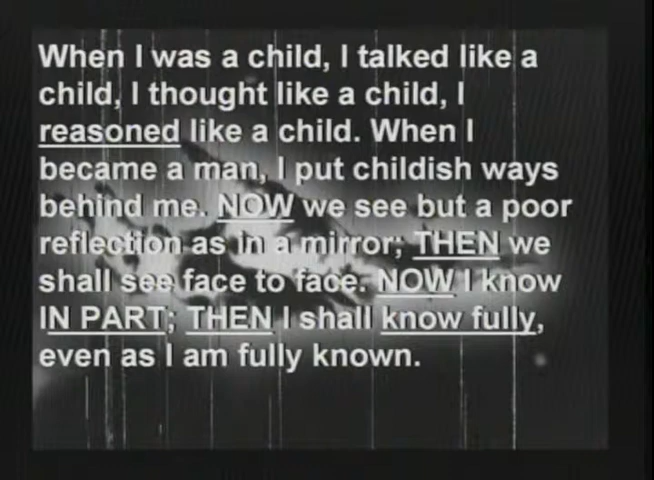 When I was a child, I talked like a
child, I thought like a child, I
reasoned like a child. When I
became a man, I put childish ways
behind me. NOW we see but a poor
reflection as in a mirror; THEN we
shall see face to face. NOW I know
IN PART; THEN I shall know fully,
even as I am fully known.